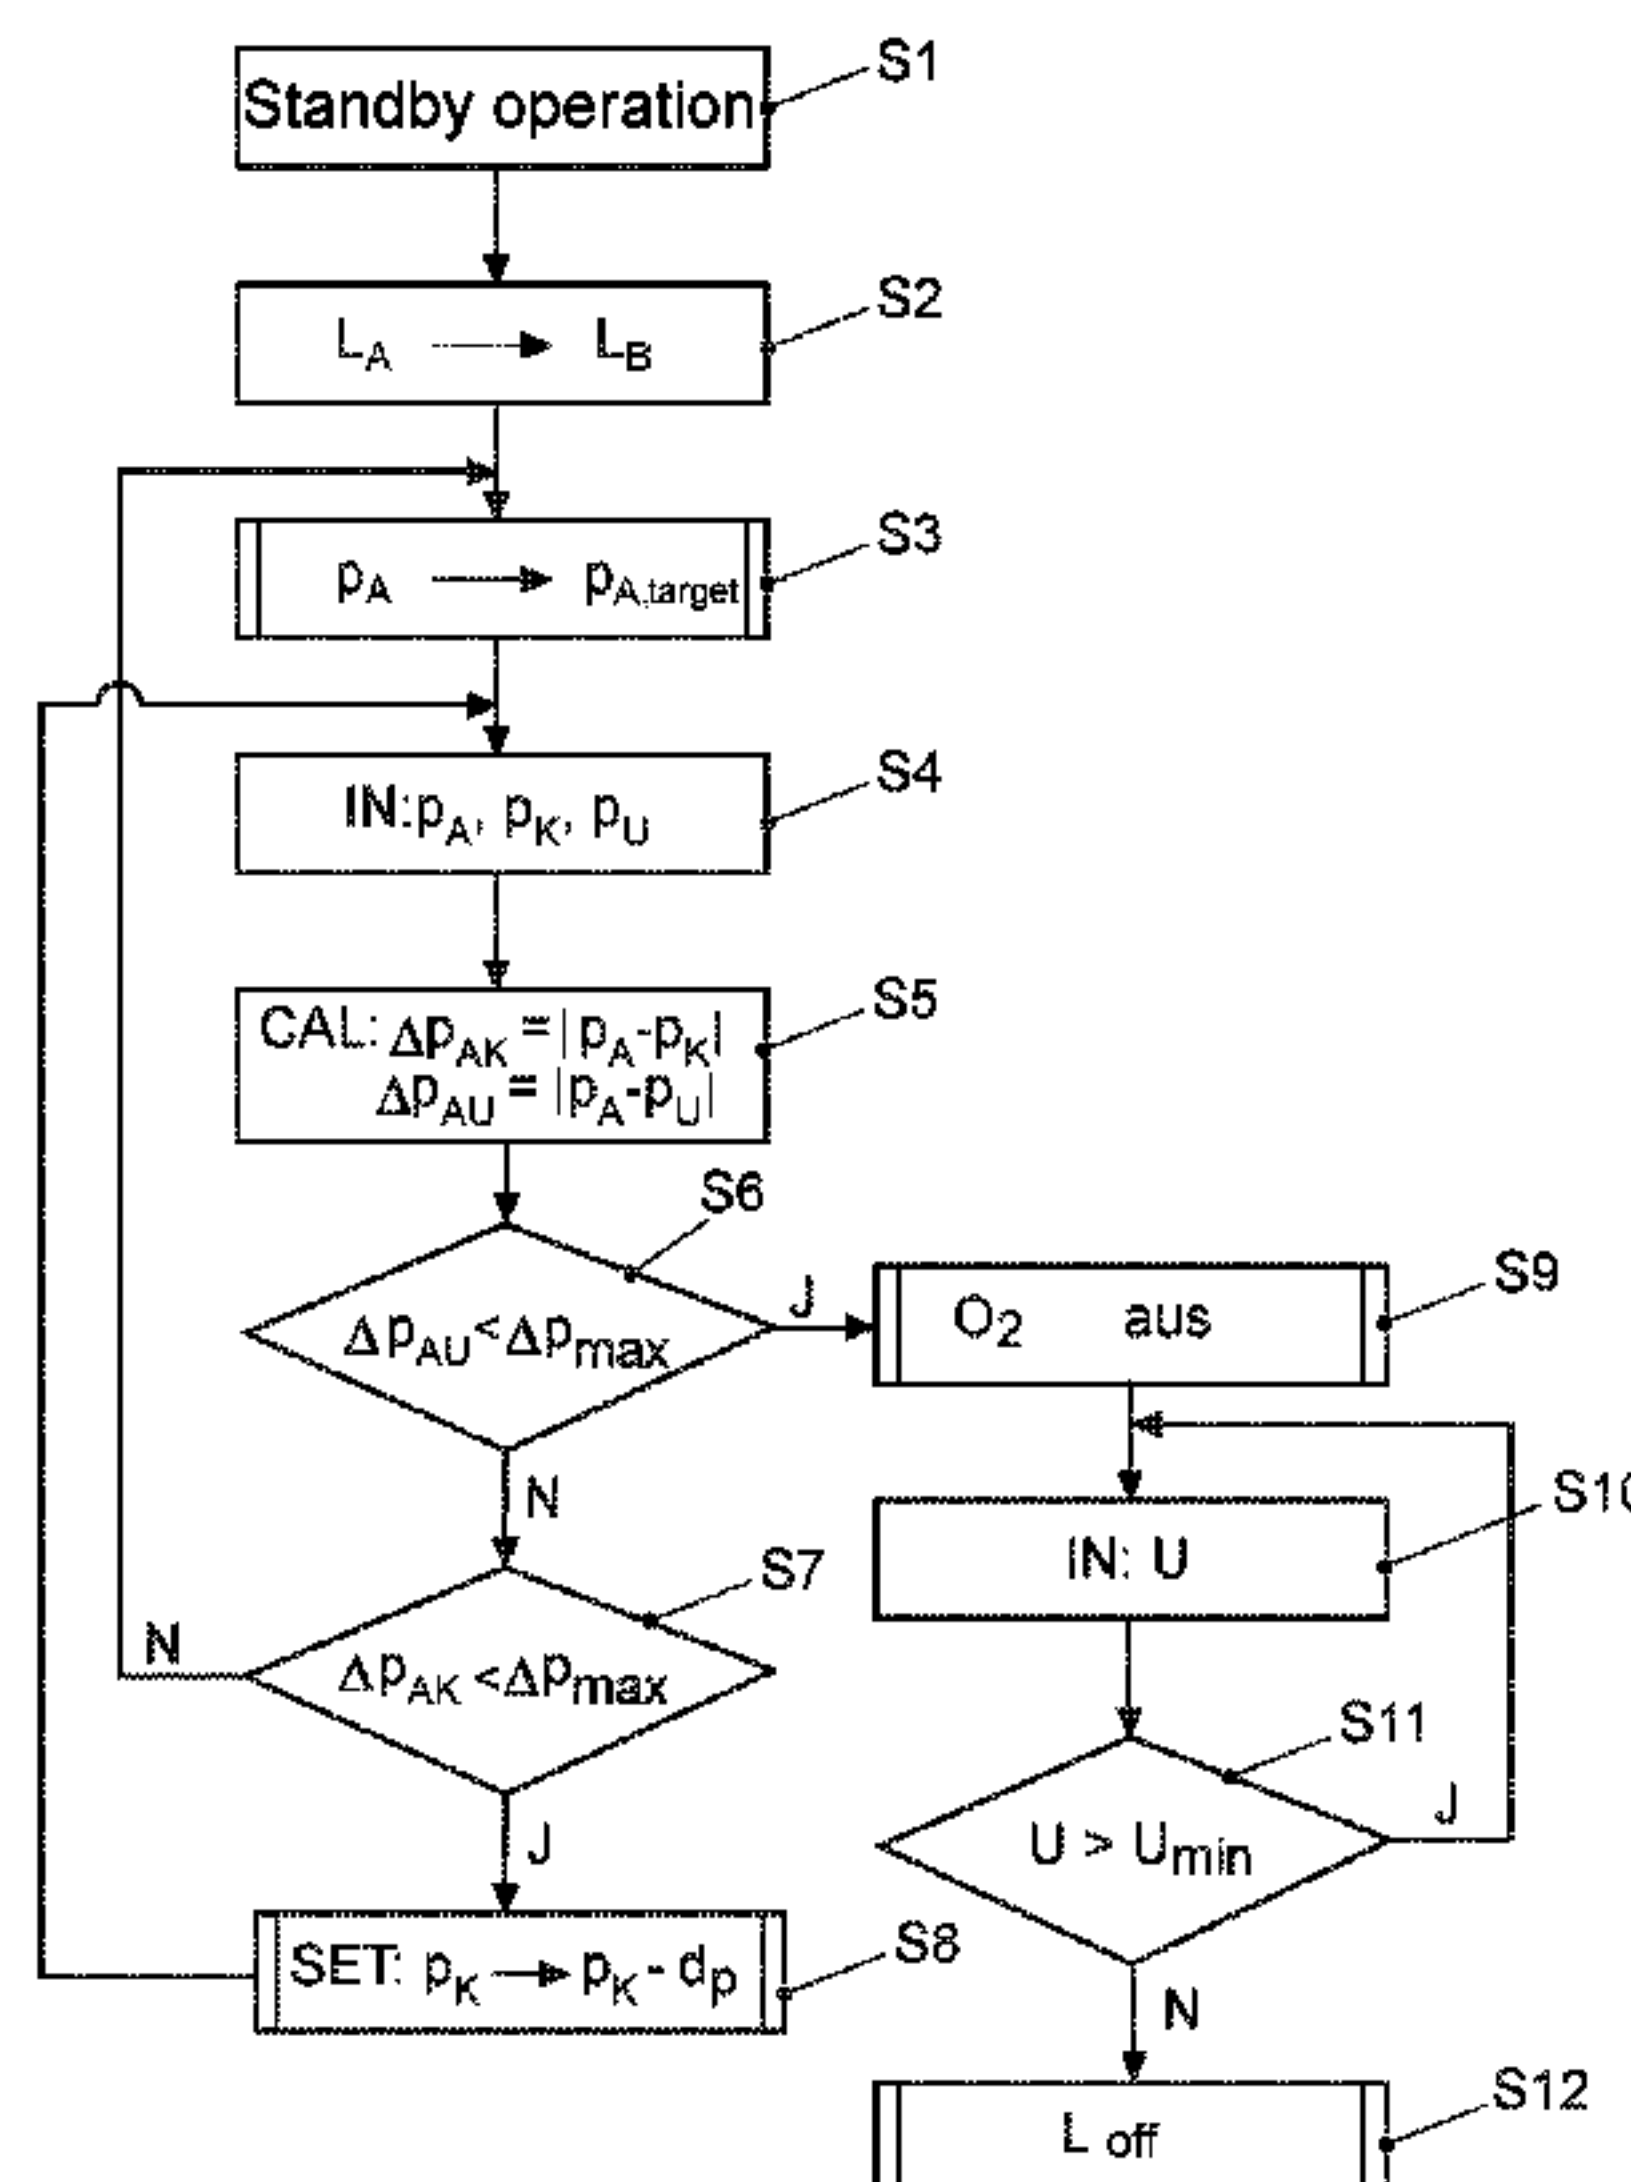 S1
Standby operation
S2
L_A → L_B
S3
p_A → p_A,target
S4
IN:p_A, p_K, p_U
S5
CAL: Δp_AK = |p_A-p_K|
Δp_AU = |p_A-p_U|
S6
Δp_AU < Δp_max
J
N
S9
O_2 aus
S10
IN: U
S7
Δp_AK < Δp_max
N
J
S11
U > U_min
J
N
S8
SET: p_K → p_K - d_p
S12
L off